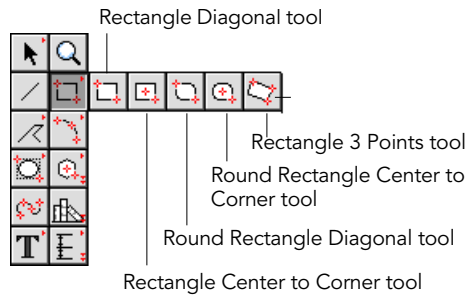 Rectangle Diagonal tool
Rectangle 3 Points tool
Round Rectangle Center to
Corner tool
Round Rectangle Diagonal tool
Rectangle Center to Corner tool
T